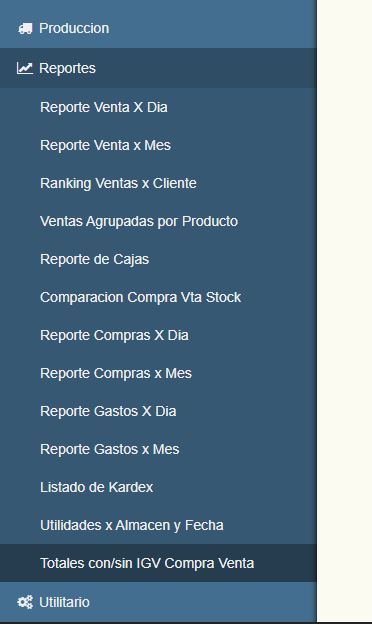 Produccion
Reportes
Reporte Venta X Dia
Reporte Venta x Mes
Ranking Ventas x Cliente
Ventas Agrupadas por Producto
Reporte de Cajas
Comparacion Compra Vta Stock
Reporte Compras X Dia
Reporte Compras x Mes
Reporte Gastos X Dia
Reporte Gastos x Mes
Listado de Kardex
Utilidades x Almacen y Fecha
Totales con/sin IGV Compra Venta
Utilitario